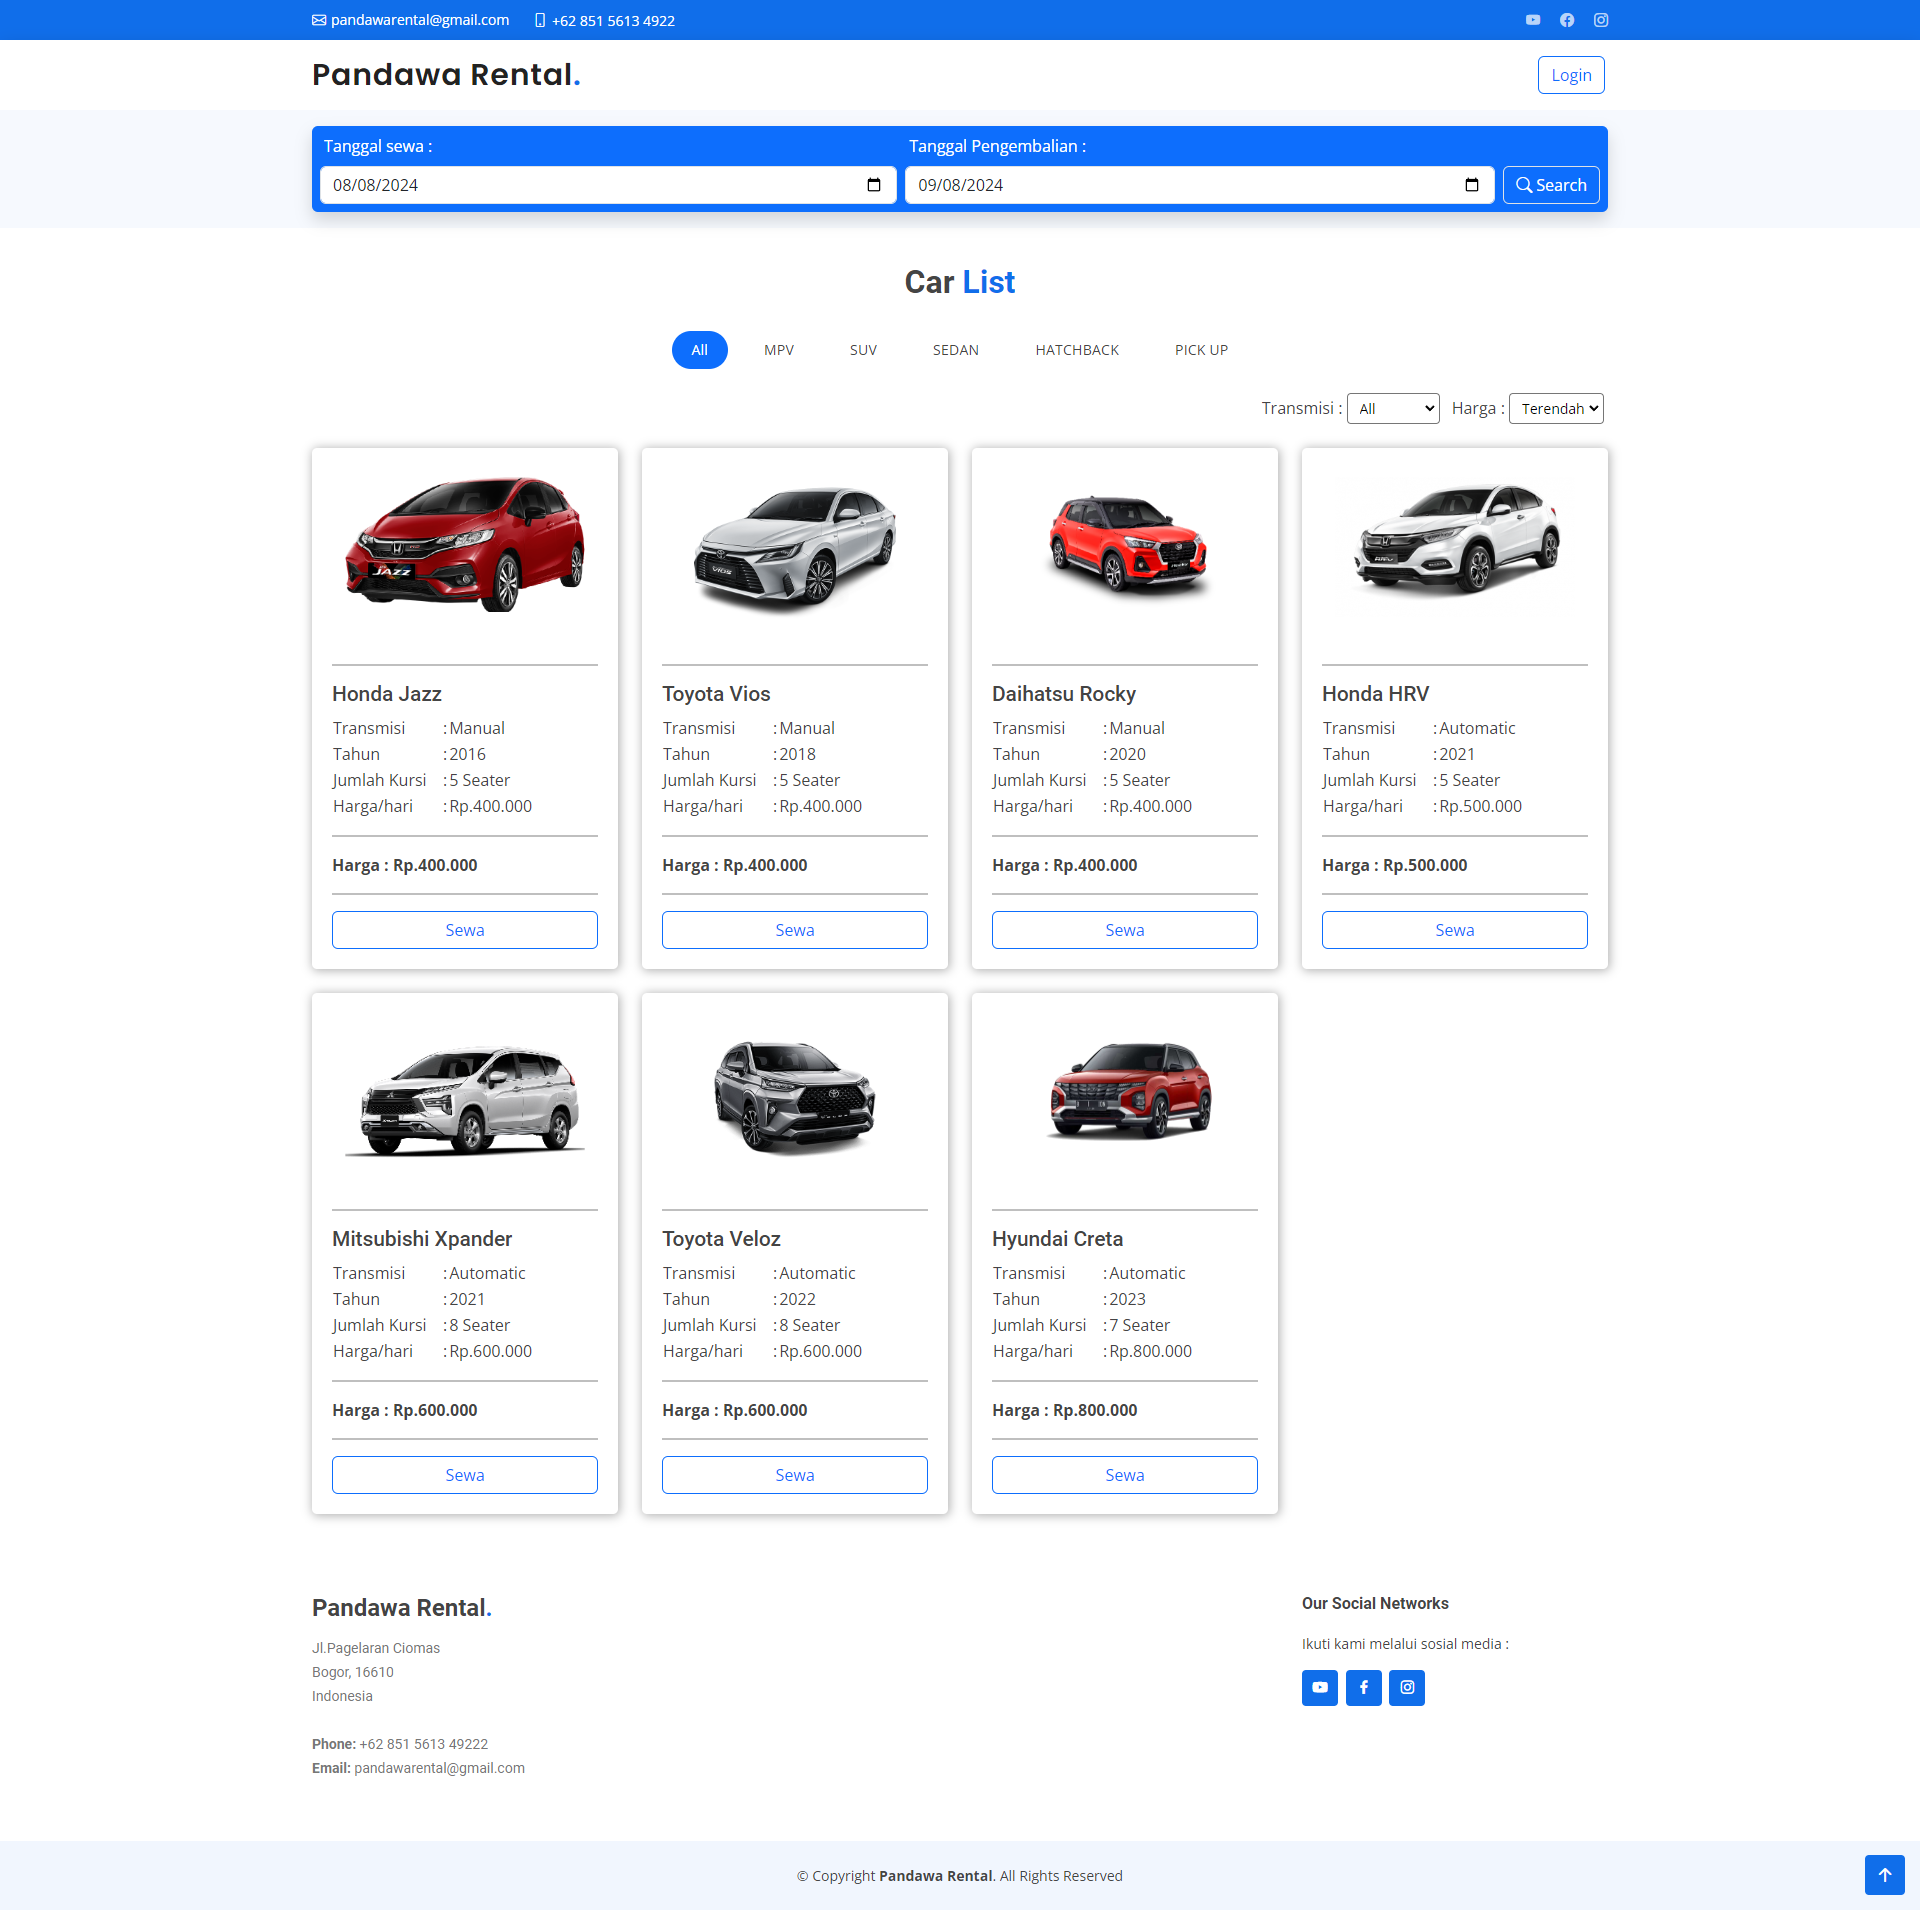 pandawarental@gmail.com +62 851 5613 4922
Pandawa Rental.
Login
Tanggal sewa : Tanggal Pengembalian :
08/08/2024 09/08/2024 Search
Car List
All MPV SUV SEDAN HATCHBACK PICK UP
Transmisi : All Harga : Terendah
JAZZ
VIOS
Honda Jazz
Transmisi : Manual
Tahun : 2016
Jumlah Kursi : 5 Seater
Harga/hari : Rp.400.000
Harga : Rp.400.000
Sewa
Toyota Vios
Transmisi : Manual
Tahun : 2018
Jumlah Kursi : 5 Seater
Harga/hari : Rp.400.000
Harga : Rp.400.000
Sewa
Daihatsu Rocky
Transmisi : Manual
Tahun : 2020
Jumlah Kursi : 5 Seater
Harga/hari : Rp.400.000
Harga : Rp.400.000
Sewa
Honda HRV
Transmisi : Automatic
Tahun : 2021
Jumlah Kursi : 5 Seater
Harga/hari : Rp.500.000
Harga : Rp.500.000
Sewa
Mitsubishi Xpander
Transmisi : Automatic
Tahun : 2021
Jumlah Kursi : 8 Seater
Harga/hari : Rp.600.000
Harga : Rp.600.000
Sewa
Toyota Veloz
Transmisi : Automatic
Tahun : 2022
Jumlah Kursi : 8 Seater
Harga/hari : Rp.600.000
Harga : Rp.600.000
Sewa
Hyundai Creta
Transmisi : Automatic
Tahun : 2023
Jumlah Kursi : 7 Seater
Harga/hari : Rp.800.000
Harga : Rp.800.000
Sewa
Pandawa Rental.
Jl.Pagelaran Ciomas
Bogor, 16610
Indonesia
Phone: +62 851 5613 49222
Email: pandawarental@gmail.com
Our Social Networks
Ikuti kami melalui sosial media :
© Copyright Pandawa Rental. All Rights Reserved